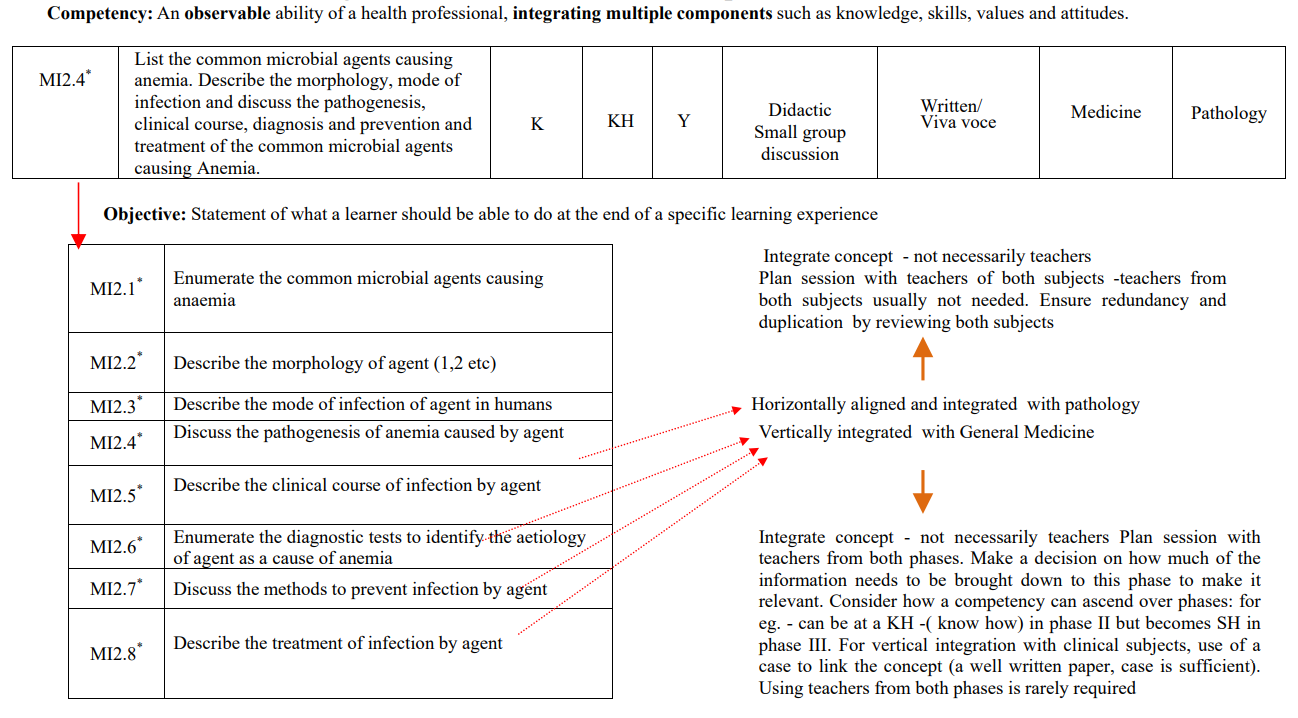 Competency: An observable ability of a health professional, integrating multiple components such as knowledge, skills, values and attitudes.
MI2.4*
List the common microbial agents causing
anemia. Describe the morphology, mode of
infection and discuss the pathogenesis,
clinical course, diagnosis and prevention and
treatment of the common microbial agents
causing Anemia.
K
KH
Y
Didactic
Small group
discussion
Written/
Viva voce
Medicine
Pathology
Objective: Statement of what a learner should be able to do at the end of a specific learning experience
MI2.1*
Enumerate the common microbial agents causing
anaemia
MI2.2*
Describe the morphology of agent (1,2 etc)
MI2.3*
Describe the mode of infection of agent in humans
MI2.4*
Discuss the pathogenesis of anemia caused by agent
MI2.5*
Describe the clinical course of infection by agent
MI2.6*
Enumerate the diagnostic tests to identify the aetiology
of agent as a cause of anemia
MI2.7*
Discuss the methods to prevent infection by agent
MI2.8*
Describe the treatment of infection by agent
Integrate concept - not necessarily teachers
Plan session with teachers of both subjects -teachers from
both subjects usually not needed. Ensure redundancy and
duplication by reviewing both subjects
Horizontally aligned and integrated with pathology
Vertically integrated with General Medicine
Integrate concept - not necessarily teachers Plan session with
teachers from both phases. Make a decision on how much of the
information needs to be brought down to this phase to make it
relevant. Consider how a competency can ascend over phases: for
eg. - can be at a KH -( know how) in phase II but becomes SH in
phase III. For vertical integration with clinical subjects, use of a
case to link the concept (a well written paper, case is sufficient).
Using teachers from both phases is rarely required